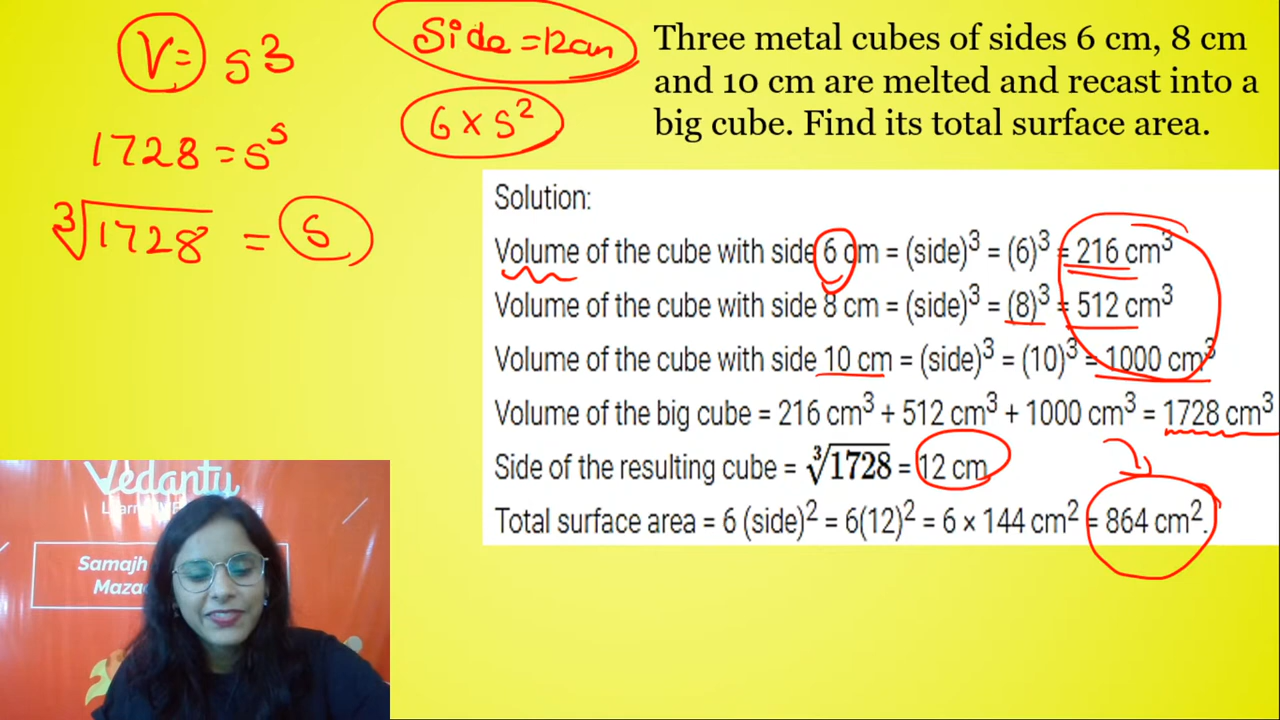 V= s3
1728 = s^s
∛1728 = s
Side = 12cm
6 × s²
Three metal cubes of sides 6 cm, 8 cm
and 10 cm are melted and recast into a
big cube. Find its total surface area.
Solution:
Volume of the cube with side 6 cm = (side)³ = (6)³ = 216 cm³
Volume of the cube with side 8 cm = (side)³ = (8)³ = 512 cm³
Volume of the cube with side 10 cm = (side)³ = (10)³ = 1000 cm³
Volume of the big cube = 216 cm³ + 512 cm³ + 1000 cm³ = 1728 cm³
Side of the resulting cube = ∛1728 = 12 cm
Total surface area = 6 (side)² = 6(12)² = 6 × 144 cm² = 864 cm².
Vedantu
Samajh